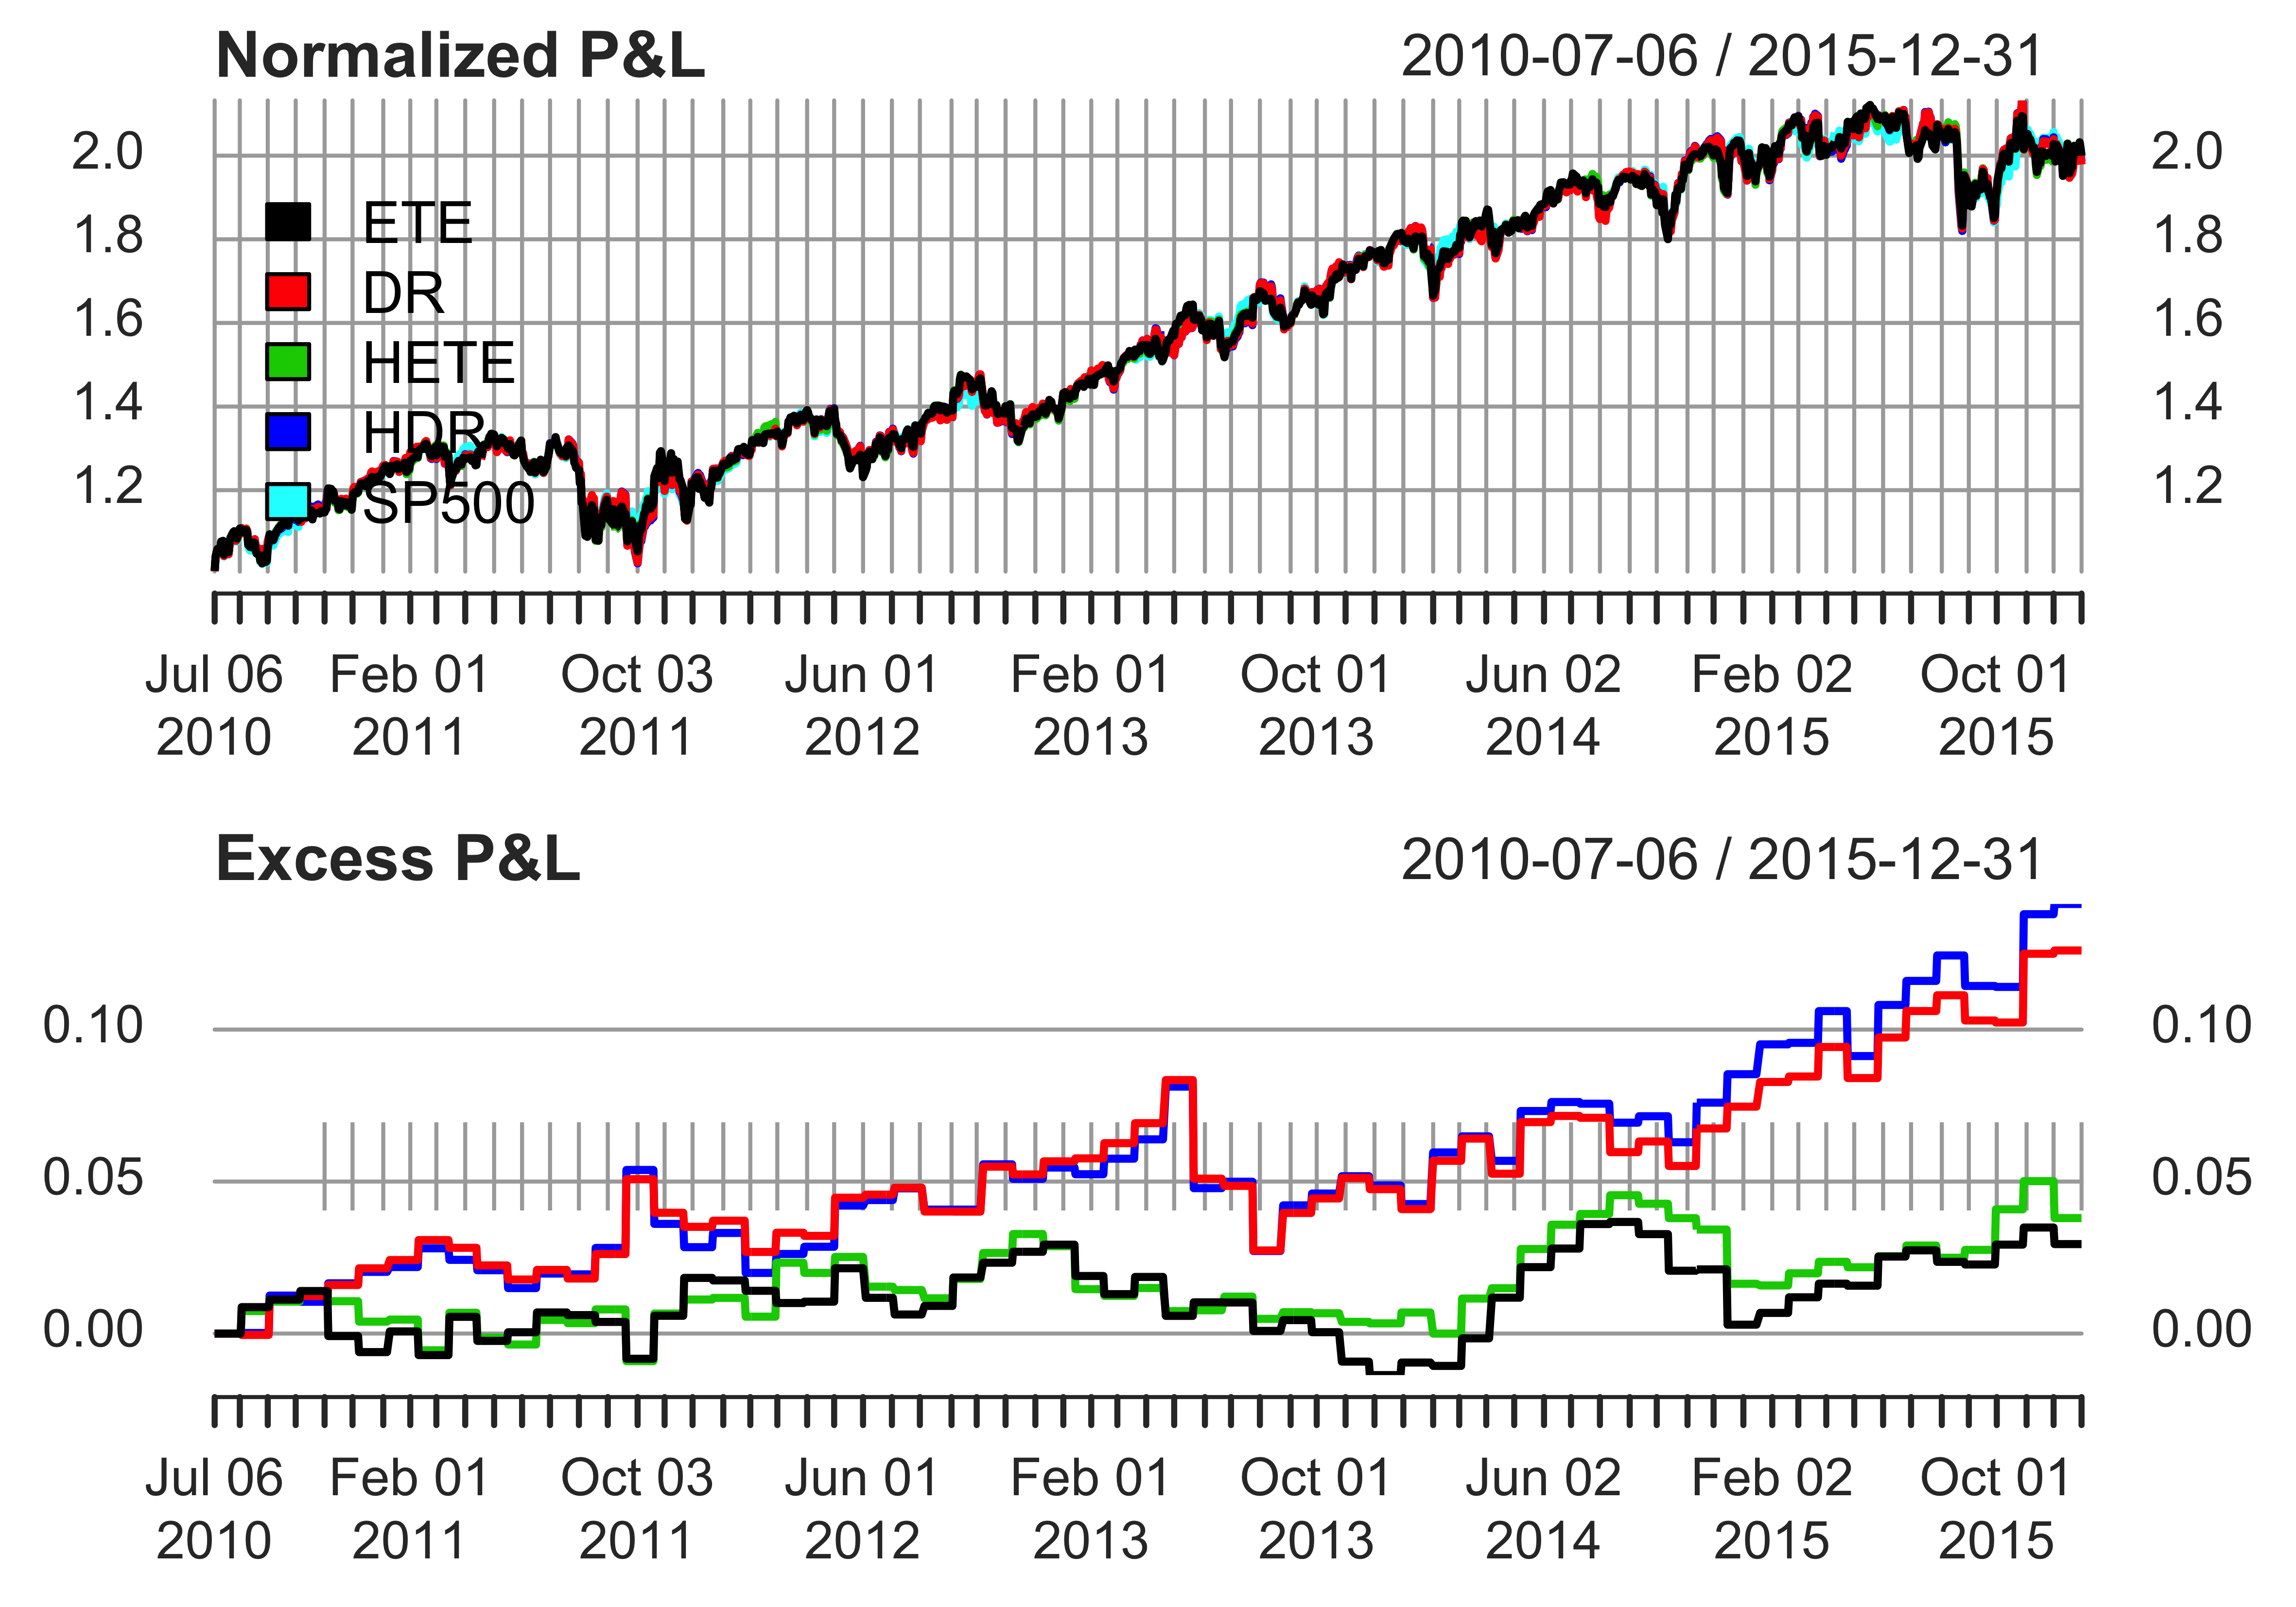 Normalized P&L 2010-07-06 / 2015-12-31
2.0 2.0
1.8 1.8
1.6 1.6
1.4 1.4
1.2 1.2
ETE
DR
HETE
HDR
SP500
Jul 06 Feb 01 Oct 03 Jun 01 Feb 01 Oct 01 Jun 02 Feb 02 Oct 01
2010 2011 2011 2012 2013 2013 2014 2015 2015
Excess P&L 2010-07-06 / 2015-12-31
0.10 0.10
0.05 0.05
0.00 0.00
Jul 06 Feb 01 Oct 03 Jun 01 Feb 01 Oct 01 Jun 02 Feb 02 Oct 01
2010 2011 2011 2012 2013 2013 2014 2015 2015